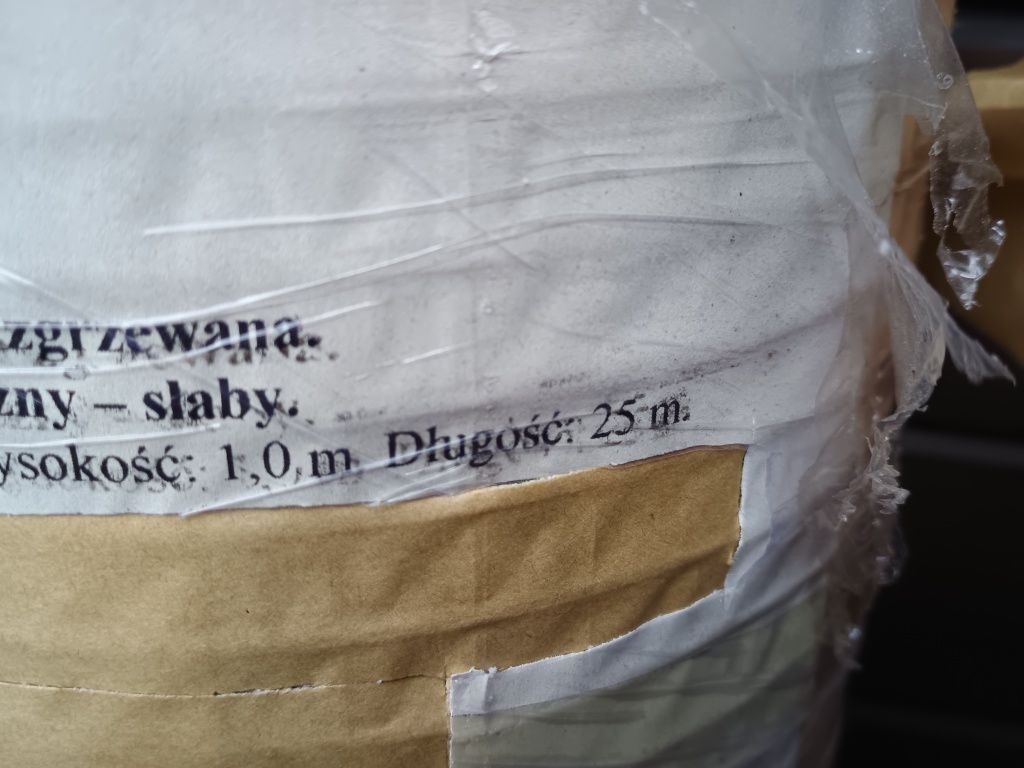 zgrzewana.
zny – słaby.
ysokość: 1,0 m. Długość: 25 m.